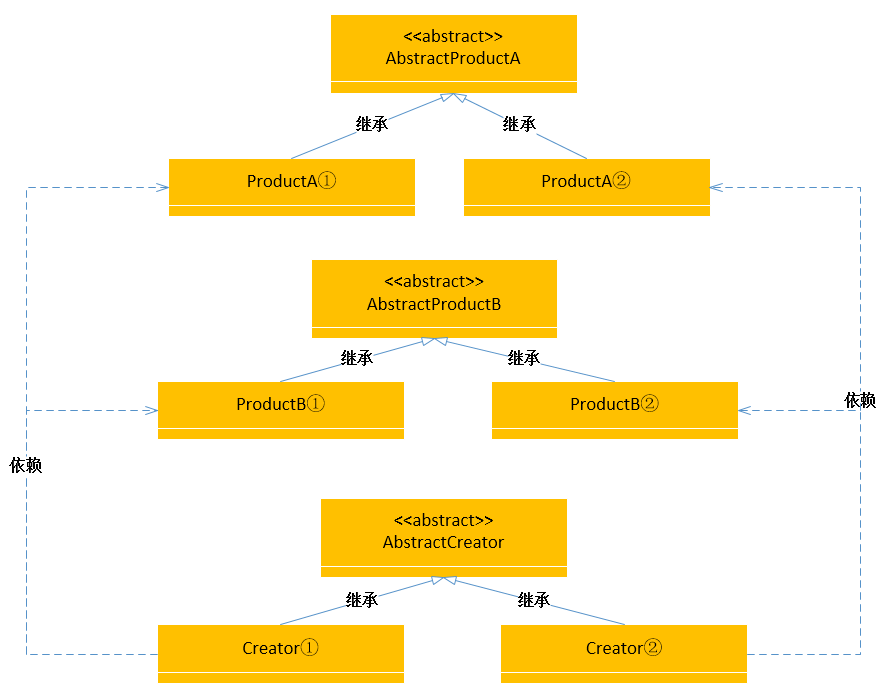 <<abstract>>
AbstractProductA
继承
继承
ProductA①
ProductA②
<<abstract>>
AbstractProductB
继承
继承
ProductB①
ProductB②
依赖
依赖
<<abstract>>
AbstractCreator
继承
继承
Creator①
Creator②